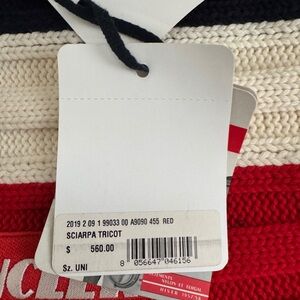 2019 2 09 1 99033 00 A9090 455 RED
SCIARPA TRICOT
$ 560.00
Sz. UNI
8 056647 046156